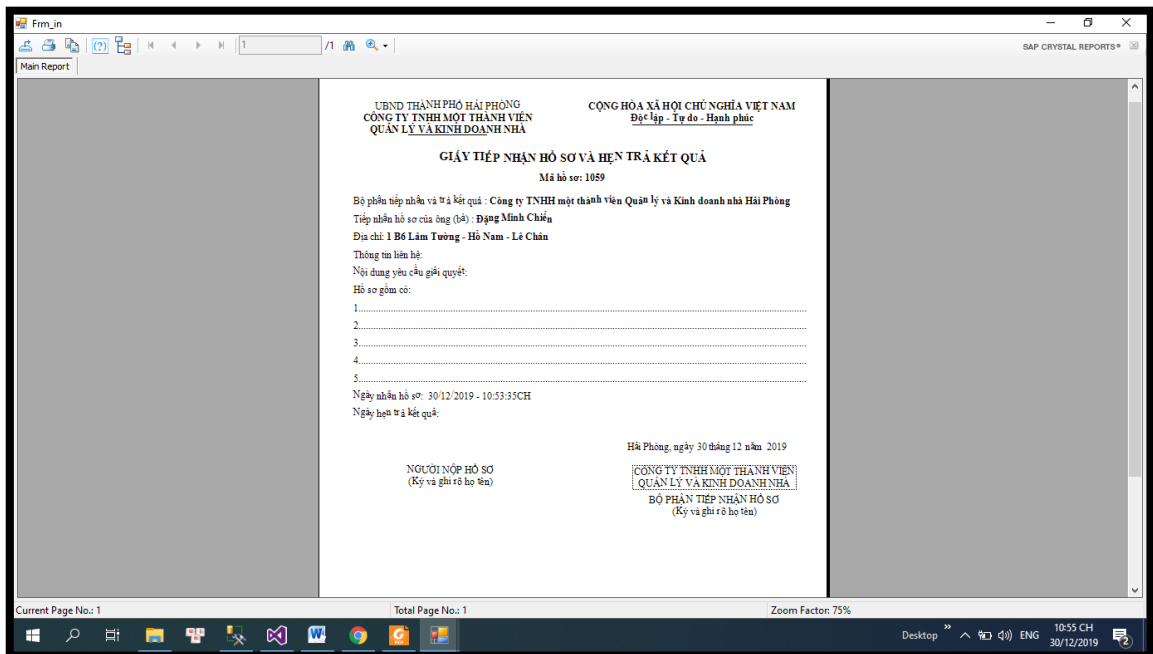 Frm_in
1 /1
SAP CRYSTAL REPORTS®
Main Report
UBND THÀNH PHỐ HẢI PHÒNG
CÔNG TY TNHH MỘT THÀNH VIÊN
QUẢN LÝ VÀ KINH DOANH NHÀ
CỘNG HÒA XÃ HỘI CHỦ NGHĨA VIỆT NAM
Độc lập - Tự do - Hạnh phúc
GIẤY TIẾP NHẬN HỒ SƠ VÀ HẸN TRẢ KẾT QUẢ
Mã hồ sơ: 1059
Bộ phận tiếp nhận và trả kết quả : Công ty TNHH một thành viên Quản lý và Kinh doanh nhà Hải Phòng
Tiếp nhận hồ sơ của ông (bà) : Đặng Minh Chiến
Địa chỉ: 1 B6 Lâm Tường - Hồ Nam - Lê Chân
Thông tin liên hệ:
Nội dung yêu cầu giải quyết:
Hồ sơ gồm có:
1.
2.
3.
4.
5.
Ngày nhận hồ sơ: 30/12/2019 - 10:53:35CH
Ngày hẹn trả kết quả:
Hải Phòng, ngày 30 tháng 12 năm 2019
NGƯỜI NỘP HỒ SƠ
(Ký và ghi rõ họ tên)
CÔNG TY TNHH MỘT THÀNH VIÊN
QUẢN LÝ VÀ KINH DOANH NHÀ
BỘ PHẬN TIẾP NHẬN HỒ SƠ
(Ký và ghi rõ họ tên)
Current Page No.: 1
Total Page No.: 1
Zoom Factor: 75%
Desktop
ENG
10:55 CH
30/12/2019
2